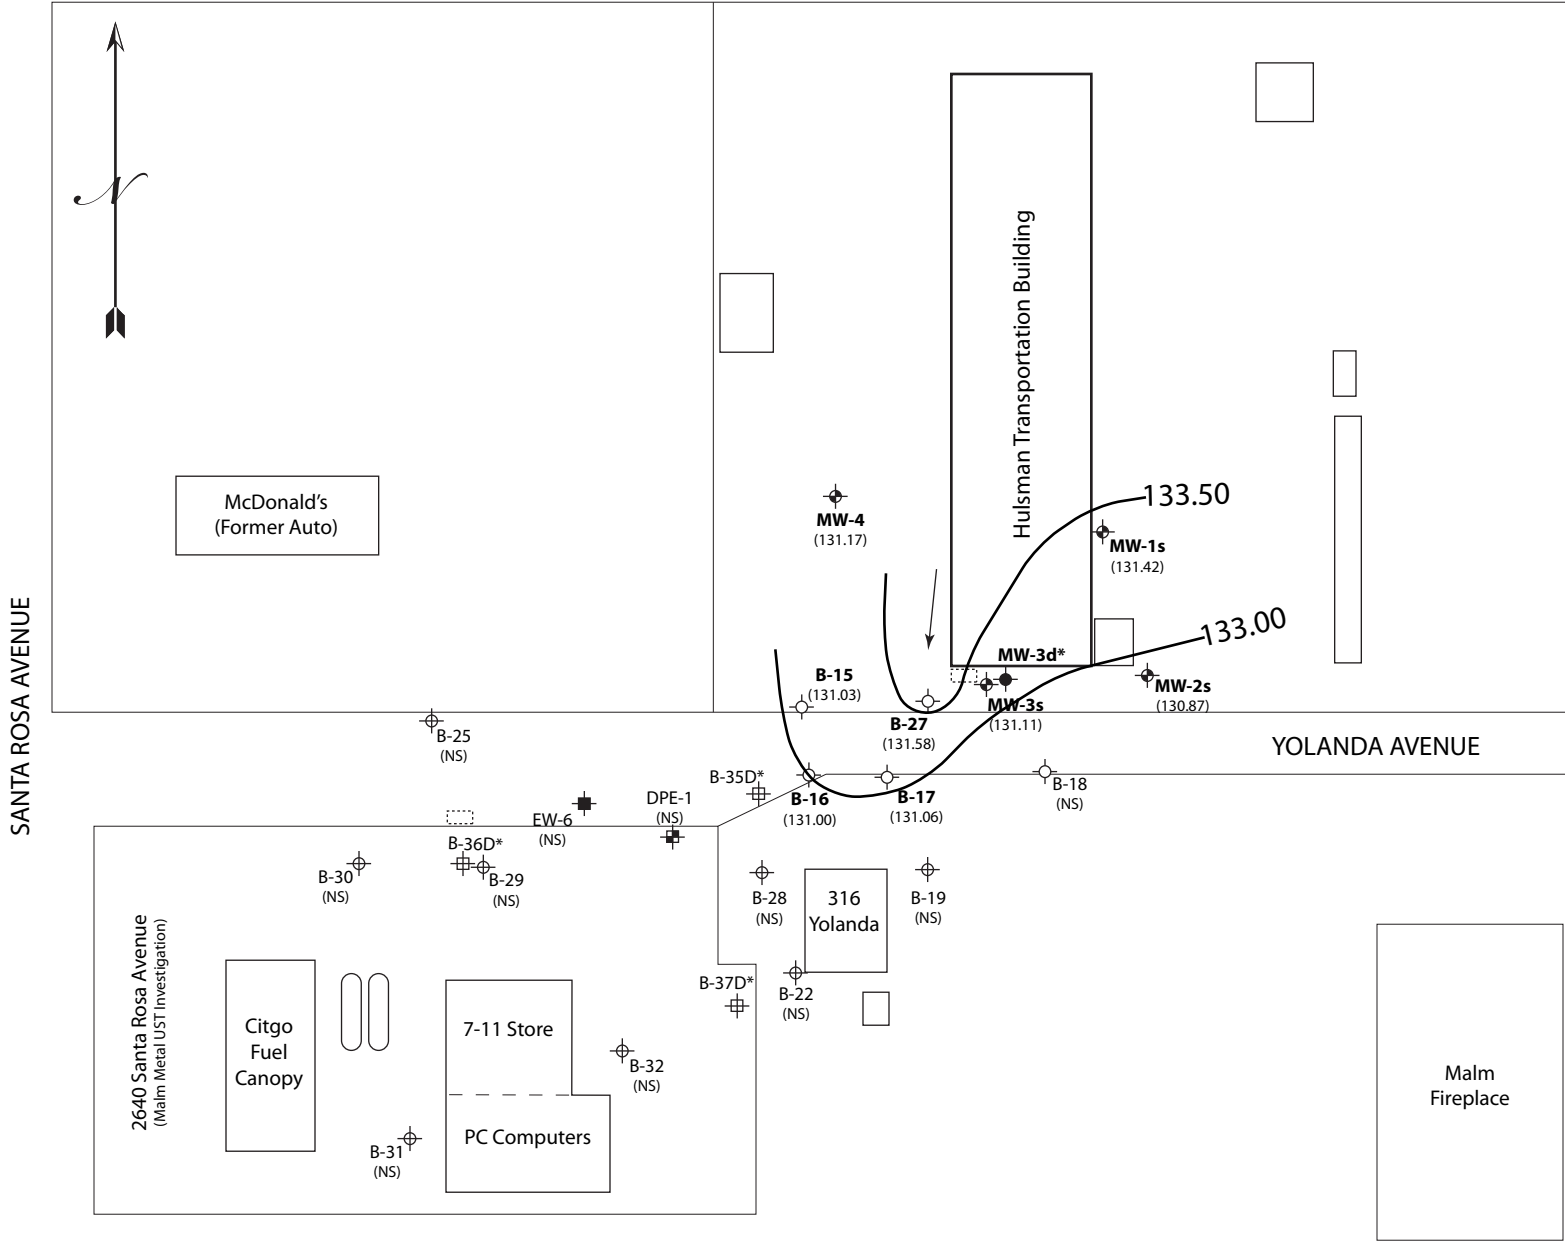 N
Hulsman Transportation Building
McDonald's
(Former Auto)
SANTA ROSA AVENUE
MW-4
(131.17)
133.50
MW-1s
(131.42)
133.00
MW-3d*
B-15
(131.03)
MW-2s
(130.87)
MW-3s
(131.11)
B-27
(131.58)
B-25
(NS)
YOLANDA AVENUE
B-35D*
B-16
(131.00)
B-17
(131.06)
B-18
(NS)
DPE-1
(NS)
EW-6
(NS)
B-36D*
B-30
(NS)
B-29
(NS)
B-28
(NS)
316
Yolanda
B-19
(NS)
B-37D*
B-22
(NS)
2640 Santa Rosa Avenue
(Malm Metal UST Investigation)
Citgo
Fuel
Canopy
7-11 Store
B-32
(NS)
PC Computers
B-31
(NS)
Malm
Fireplace